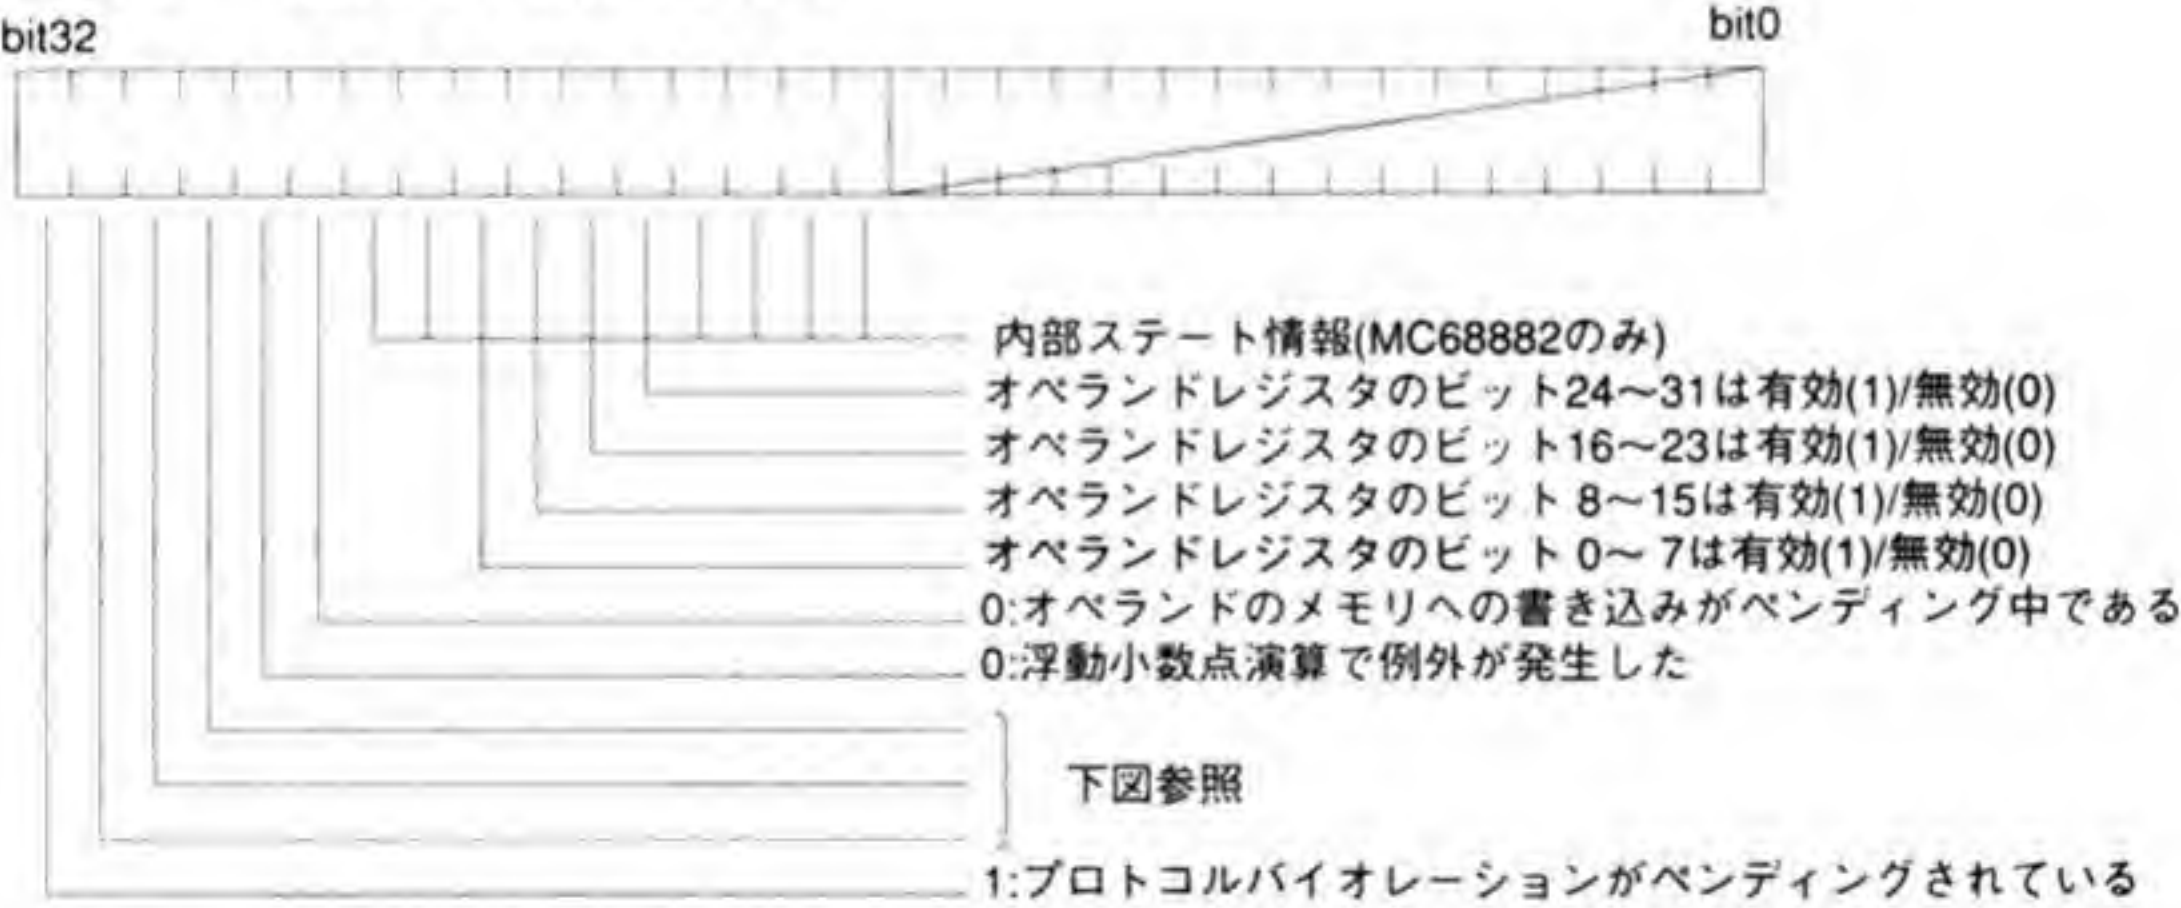 bit32
bit0
内部ステート情報(MC68882のみ)
オペランドレジスタのビット24〜31は有効(1)/無効(0)
オペランドレジスタのビット16〜23は有効(1)/無効(0)
オペランドレジスタのビット 8〜15は有効(1)/無効(0)
オペランドレジスタのビット 0〜 7は有効(1)/無効(0)
0:オペランドのメモリへの書き込みがペンディング中である
0:浮動小数点演算で例外が発生した
下図参照
1:プロトコルバイオレーションがペンディングされている